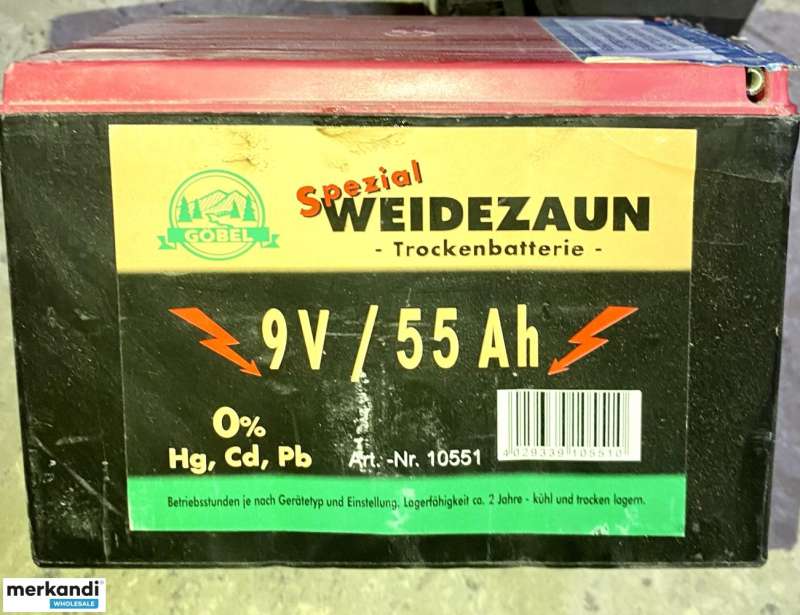 GÖBEL
Spezial
WEIDEZAUN
- Trockenbatterie -
9V / 55 Ah
0%
Hg, Cd, Pb
Art. -Nr. 10551
4029339105510
Betriebsstunden je nach Gerätetyp und Einstellung. Lagerfähigkeit ca. 2 Jahre - kühl und trocken lagern.
merkandi
WHOLESALE